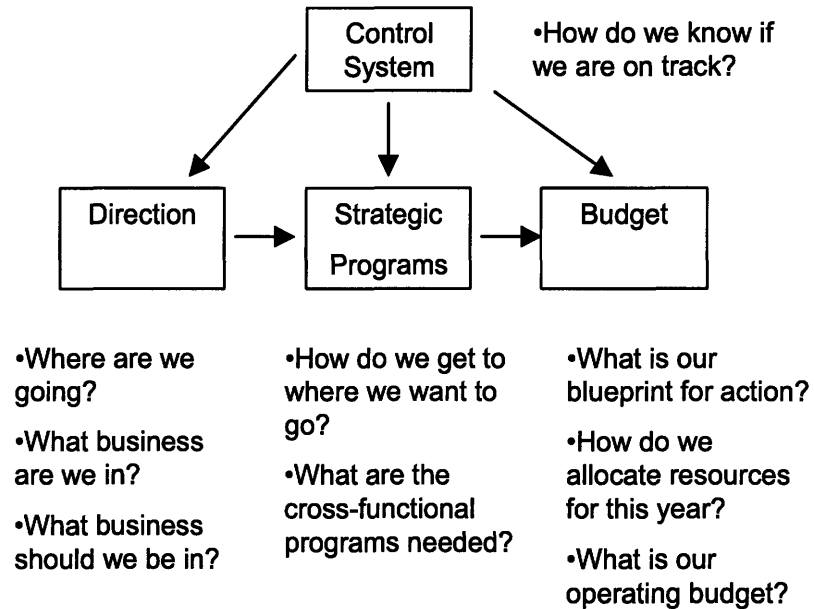 Control
System
•How do we know if
we are on track?
Direction
Strategic
Programs
Budget
•Where are we
going?
•What business
are we in?
•What business
should we be in?
•How do we get to
where we want to
go?
•What are the
cross-functional
programs needed?
•What is our
blueprint for action?
•How do we
allocate resources
for this year?
•What is our
operating budget?